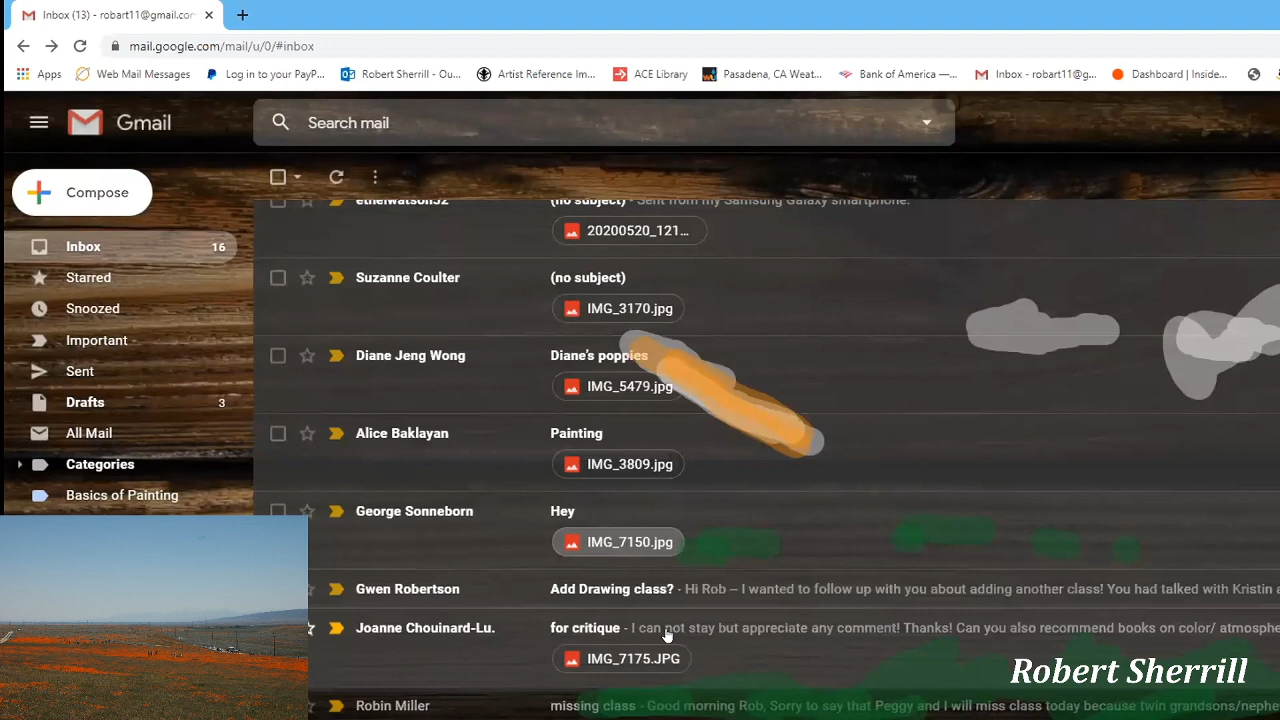 Inbox (13) - robart11@gmail.cor
mail.google.com/mail/u/0/#inbox
Apps Web Mail Messages Log in to your PayP... Robert Sherrill - Ou... Artist Reference Im... ACE Library Pasadena, CA Weat... Bank of America —... Inbox - robart11@g... Dashboard | Inside...
Gmail
Search mail
Compose
Inbox 16
Starred
Snoozed
Important
Sent
Drafts 3
All Mail
Categories
Basics of Painting
ethelwatson52 (no subject) - Sent from my Samsung Galaxy smartphone.
20200520_121...
Suzanne Coulter (no subject)
IMG_3170.jpg
Diane Jeng Wong Diane's poppies
IMG_5479.jpg
Alice Baklayan Painting
IMG_3809.jpg
George Sonneborn Hey
IMG_7150.jpg
Gwen Robertson Add Drawing class? - Hi Rob – I wanted to follow up with you about adding another class! You had talked with Kristin a
Joanne Chouinard-Lu. for critique - I can not stay but appreciate any comment! Thanks! Can you also recommend books on color/ atmosphe
IMG_7175.JPG
Robin Miller missing class - Good morning Rob, Sorry to say that Peggy and I will miss class today because twin grandsons/nephe
Robert Sherrill